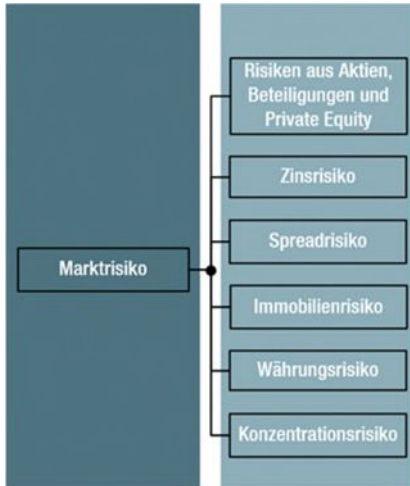 Marktrisiko
Risiken aus Aktien,
Beteiligungen und
Private Equity
Zinsrisiko
Spreadrisiko
Immobilienrisiko
Währungsrisiko
Konzentrationsrisiko